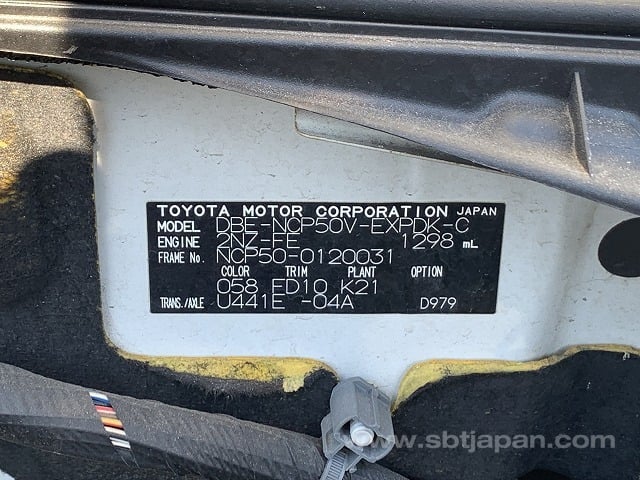 TOYOTA MOTOR CORPORATION JAPAN
MODEL DBE-NCP50V-EXPDK-C
ENGINE 2NZ-FE 1298 mL
FRAME No. NCP50-0120031
COLOR TRIM PLANT OPTION
058 FD10 K21
TRANS./AXLE U441E -04A D979
www.sbtjapan.com